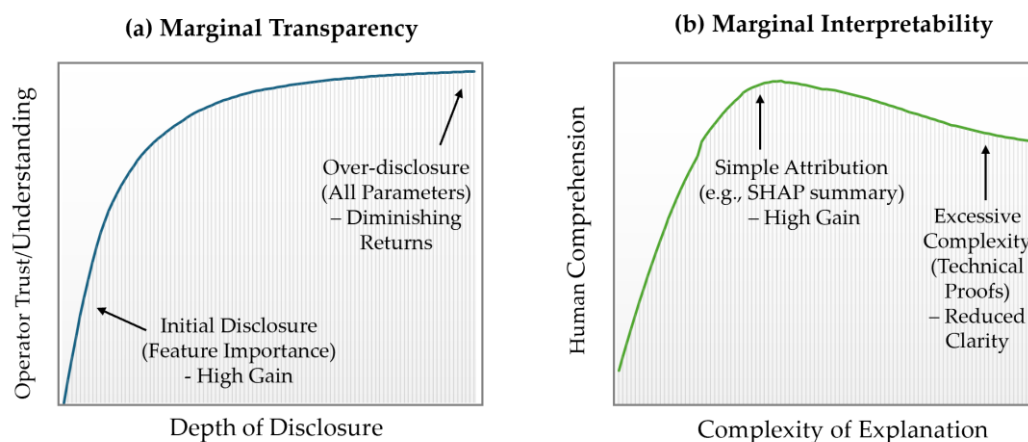 (a) Marginal Transparency
Operator Trust/Understanding
Over-disclosure
(All Parameters)
– Diminishing
Returns
Initial Disclosure
(Feature Importance)
- High Gain
Depth of Disclosure
(b) Marginal Interpretability
Human Comprehension
Simple Attribution
(e.g., SHAP summary)
– High Gain
Excessive
Complexity
(Technical
Proofs)
– Reduced
Clarity
Complexity of Explanation